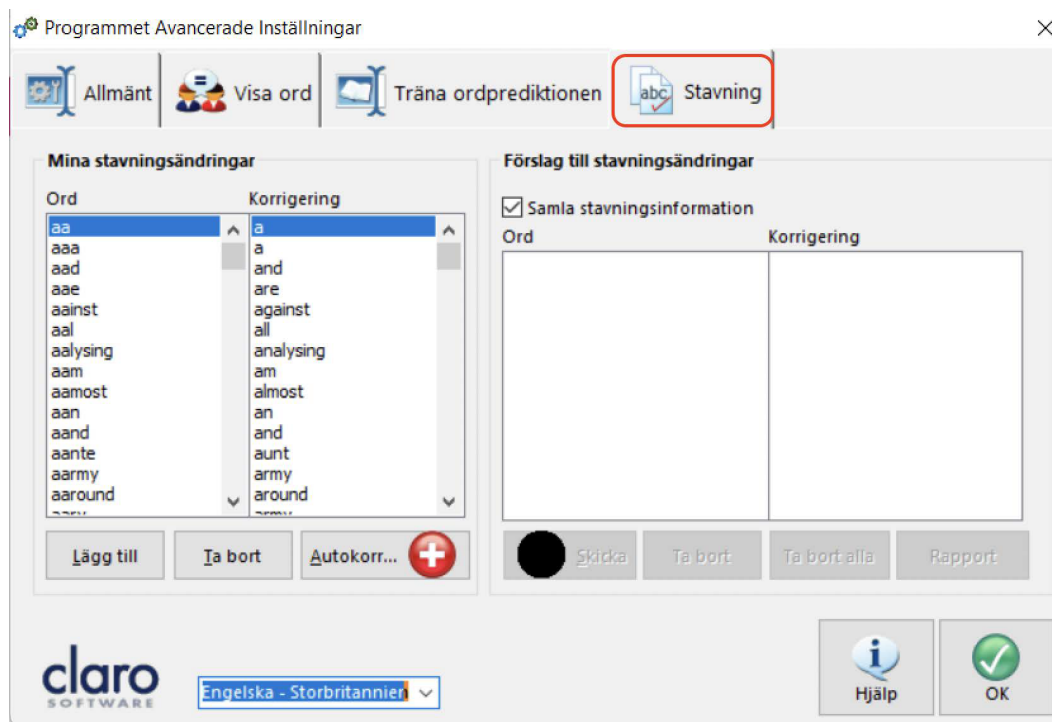 Programmet Avancerade Inställningar
Allmänt
Visa ord
Träna ordprediktionen
abc
Stavning
Mina stavningsändringar
Ord Korrigering
aa a
aaa a
aad and
aae are
aainst against
aal all
aalysing analysing
aam am
aamost almost
aan an
aand and
aante aunt
aarmy army
aaround around
aary army
Lägg till
Ta bort
Autokorr...
Förslag till stavningsändringar
Samla stavningsinformation
Ord Korrigering
Skicka
Ta bort
Ta bort alla
Rapport
claro
SOFTWARE
Engelska - Storbritannien
Hjälp
OK